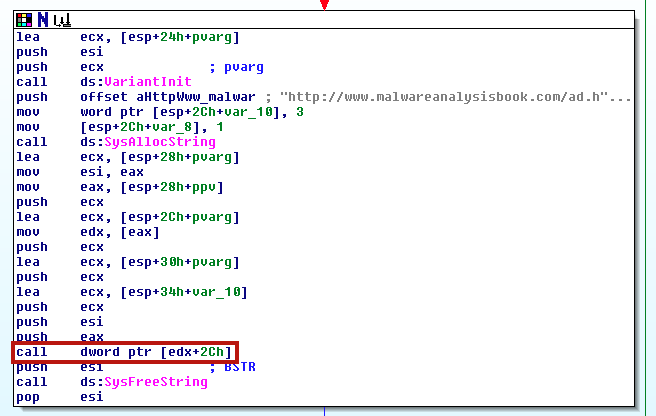 lea ecx, [esp+24h+pvarg]
push esi
push ecx ; pvarg
call ds:VariantInit
push offset aHttpWww_malwar ; "http://www.malwareanalysisbook.com/ad.h"...
mov word ptr [esp+2Ch+var_10], 3
mov [esp+2Ch+var_8], 1
call ds:SysAllocString
lea ecx, [esp+28h+pvarg]
mov esi, eax
mov eax, [esp+28h+ppv]
push ecx
lea ecx, [esp+2Ch+pvarg]
mov edx, [eax]
push ecx
lea ecx, [esp+30h+pvarg]
push ecx
lea ecx, [esp+34h+var_10]
push ecx
push esi
push eax
call dword ptr [edx+2Ch]
push esi ; BSTR
call ds:SysFreeString
pop esi